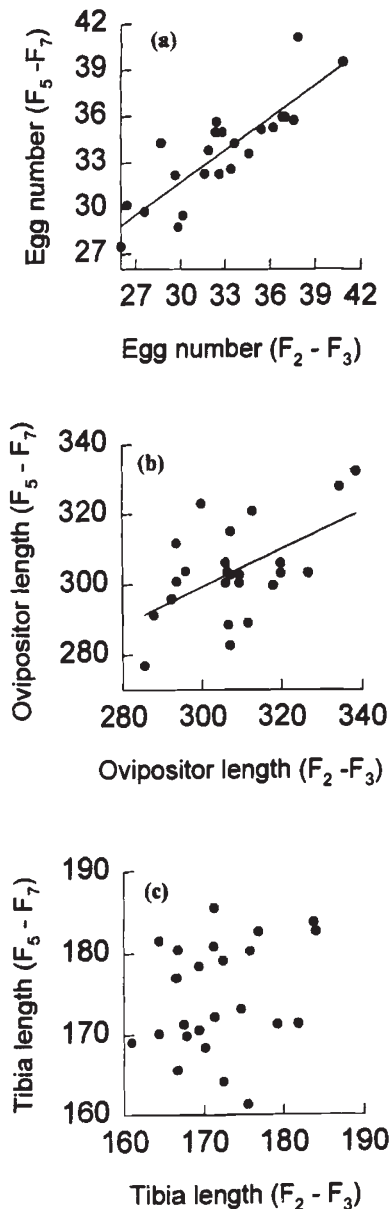 (a)
Egg number (F5 -F7)
42
39
36
33
30
27
27 30 33 36 39 42
Egg number (F2 - F3)
(b)
Ovipositor length (F5 - F7)
340
320
300
280
280 300 320 340
Ovipositor length (F2 -F3)
(c)
Tibia length (F5 - F7)
190
180
170
160
160 170 180 190
Tibia length (F2 - F3)